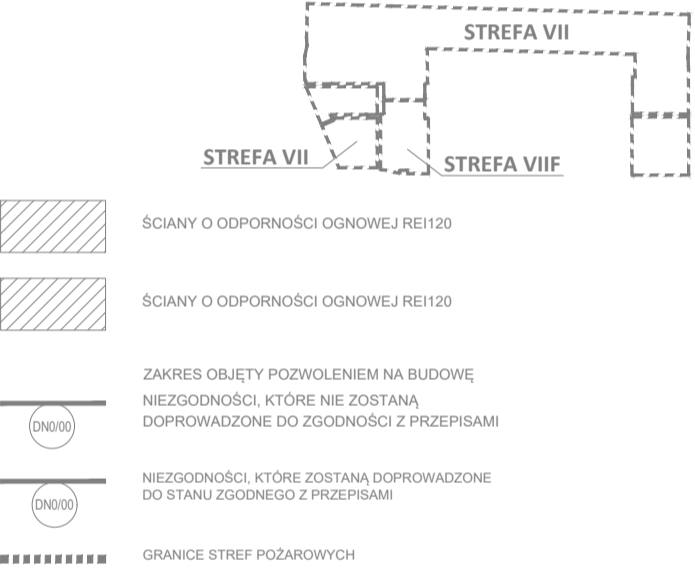 STREFA VII
STREFA VII
STREFA VIIF
ŚCIANY O ODPORNOŚCI OGNOWEJ REI120
ŚCIANY O ODPORNOŚCI OGNOWEJ REI120
ZAKRES OBJĘTY POZWOLENIEM NA BUDOWĘ
NIEZGODNOŚCI, KTÓRE NIE ZOSTANĄ
DOPROWADZONE DO ZGODNOŚCI Z PRZEPISAMI
DN0/00
NIEZGODNOŚCI, KTÓRE ZOSTANĄ DOPROWADZONE
DO STANU ZGODNEGO Z PRZEPISAMI
DN0/00
GRANICE STREF POŻAROWYCH